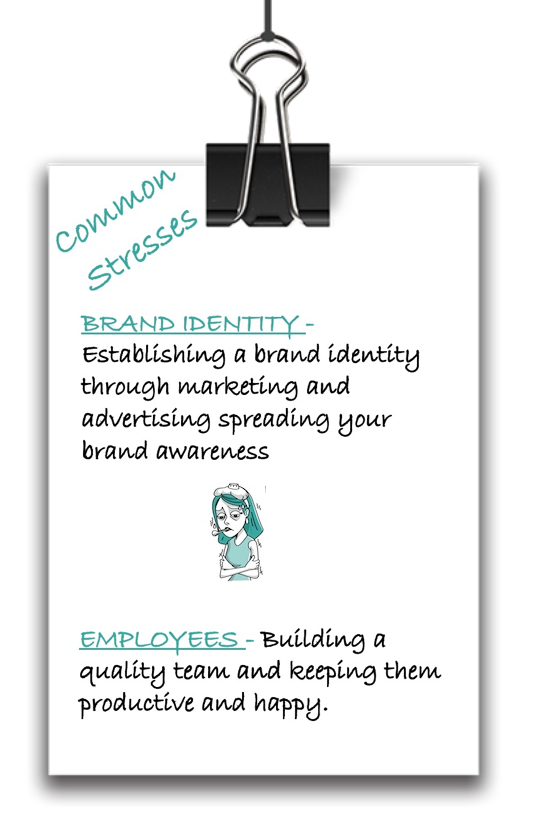 Common
Stresses
BRAND IDENTITY -
Establishing a brand identity
through marketing and
advertising spreading your
brand awareness
EMPLOYEES - Building a
quality team and keeping them
productive and happy.